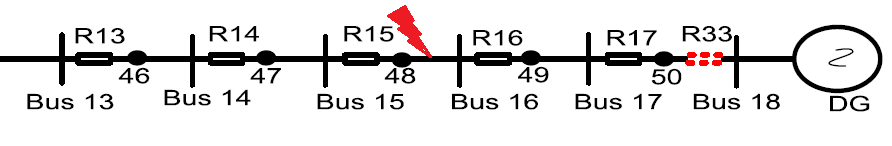 R13 R14 R15 R16 R17 R33
46 47 48 49 50 2
Bus 13 Bus 14 Bus 15 Bus 16 Bus 17 Bus 18 DG